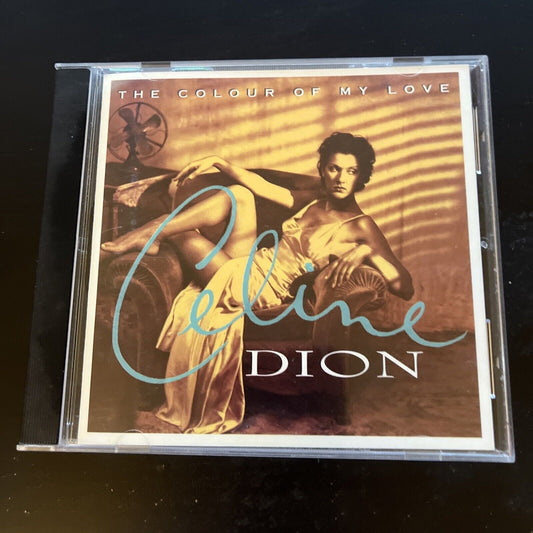 THE COLOUR OF MY LOVE
Celine
DION